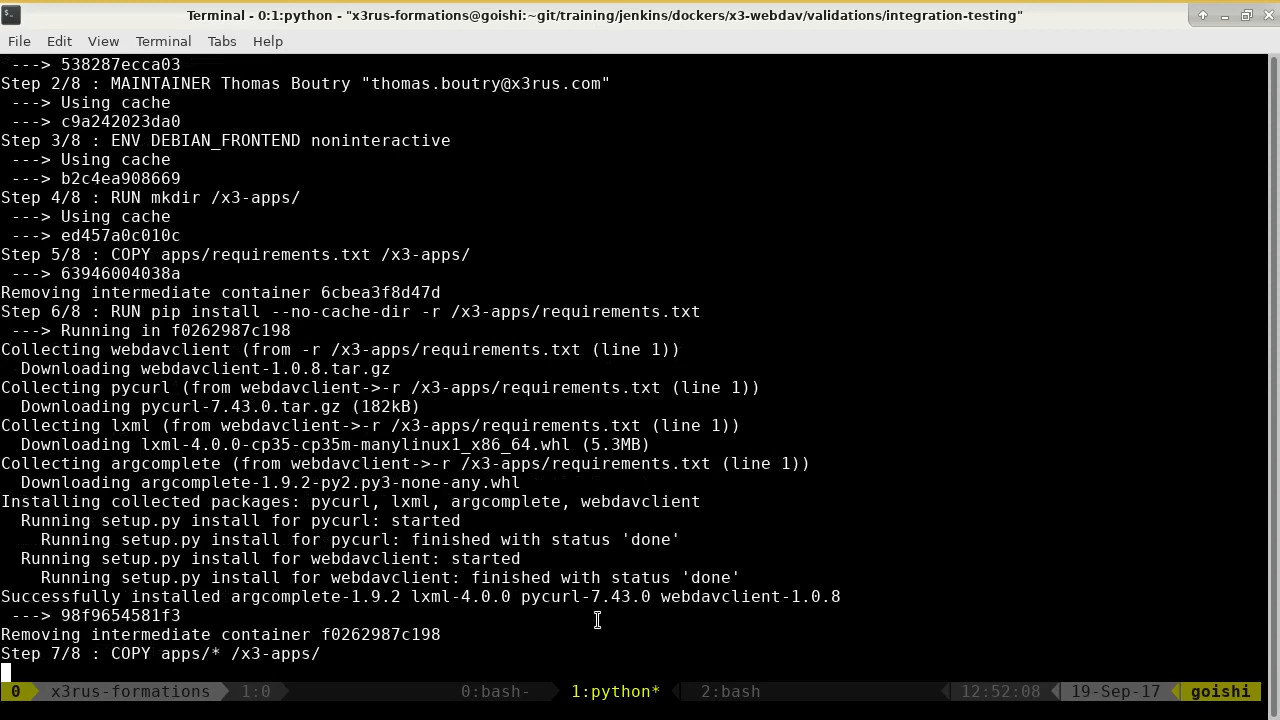 Terminal - 0:1:python - "x3rus-formations@goishi:~git/training/jenkins/dockers/x3-webdav/validations/integration-testing"
File Edit View Terminal Tabs Help
 ---> 538287ecca03
Step 2/8 : MAINTAINER Thomas Boutry "thomas.boutry@x3rus.com"
 ---> Using cache
 ---> c9a242023da0
Step 3/8 : ENV DEBIAN_FRONTEND noninteractive
 ---> Using cache
 ---> b2c4ea908669
Step 4/8 : RUN mkdir /x3-apps/
 ---> Using cache
 ---> ed457a0c010c
Step 5/8 : COPY apps/requirements.txt /x3-apps/
 ---> 63946004038a
Removing intermediate container 6cbea3f8d47d
Step 6/8 : RUN pip install --no-cache-dir -r /x3-apps/requirements.txt
 ---> Running in f0262987c198
Collecting webdavclient (from -r /x3-apps/requirements.txt (line 1))
  Downloading webdavclient-1.0.8.tar.gz
Collecting pycurl (from webdavclient->-r /x3-apps/requirements.txt (line 1))
  Downloading pycurl-7.43.0.tar.gz (182kB)
Collecting lxml (from webdavclient->-r /x3-apps/requirements.txt (line 1))
  Downloading lxml-4.0.0-cp35-cp35m-manylinux1_x86_64.whl (5.3MB)
Collecting argcomplete (from webdavclient->-r /x3-apps/requirements.txt (line 1))
  Downloading argcomplete-1.9.2-py2.py3-none-any.whl
Installing collected packages: pycurl, lxml, argcomplete, webdavclient
  Running setup.py install for pycurl: started
    Running setup.py install for pycurl: finished with status 'done'
  Running setup.py install for webdavclient: started
    Running setup.py install for webdavclient: finished with status 'done'
Successfully installed argcomplete-1.9.2 lxml-4.0.0 pycurl-7.43.0 webdavclient-1.0.8
 ---> 98f9654581f3
Removing intermediate container f0262987c198
Step 7/8 : COPY apps/* /x3-apps/
0 x3rus-formations 1:0 0:bash- 1:python* 2:bash 12:52:08 19-Sep-17 goishi